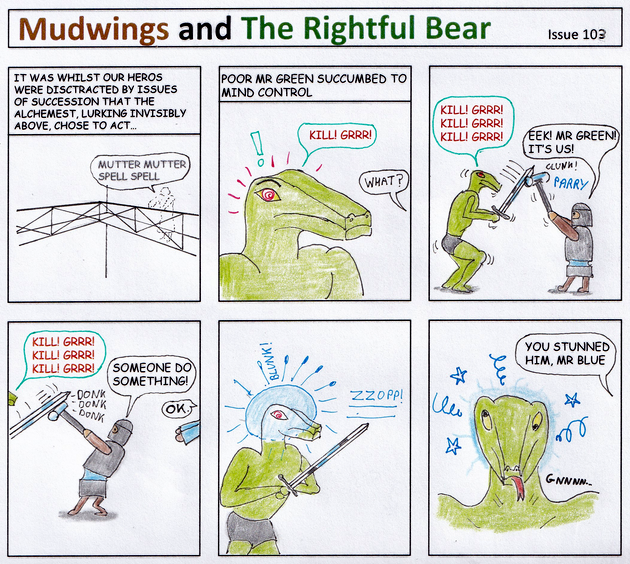 Mudwings and The Rightful Bear
Issue 103
IT WAS WHILST OUR HEROS
WERE DISCTRACTED BY ISSUES
OF SUCCESSION THAT THE
ALCHEMEST, LURKING INVISIBLY
ABOVE, CHOSE TO ACT...
MUTTER MUTTER
SPELL SPELL
POOR MR GREEN SUCCUMBED TO
MIND CONTROL
!
KILL! GRRR!
WHAT?
KILL! GRRR!
KILL! GRRR!
KILL! GRRR!
EEK! MR GREEN!
IT'S US!
CLUNK!
PARRY
KILL! GRRR!
KILL! GRRR!
KILL! GRRR!
SOMEONE DO
SOMETHING!
DONK
DONK
DONK
OK.
BLUNK!
ZZOPP!
YOU STUNNED
HIM, MR BLUE
GNNNN..